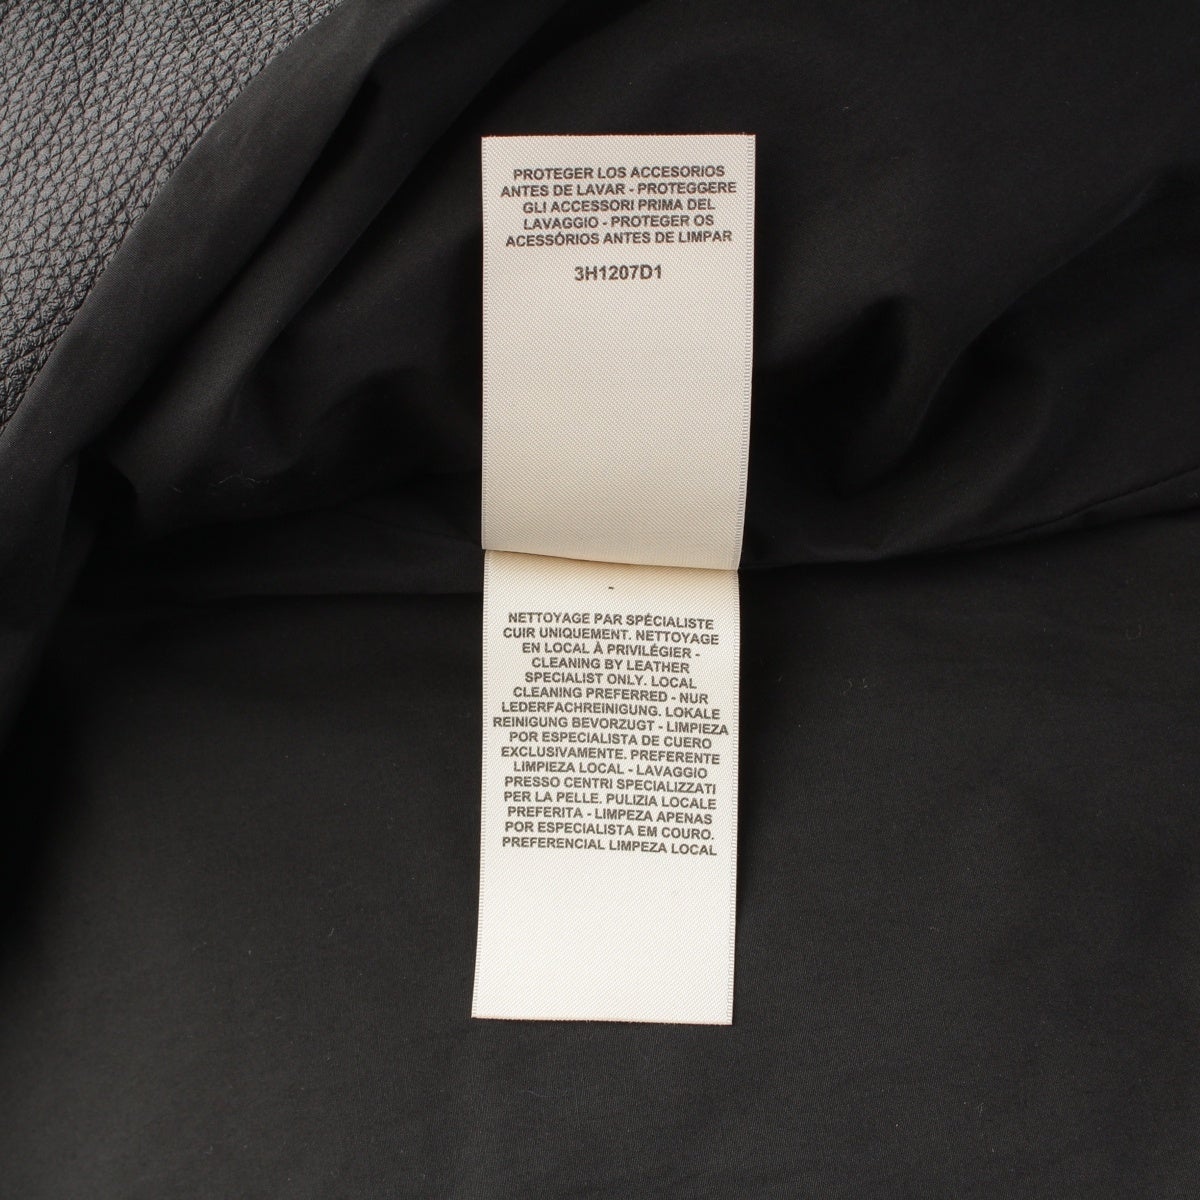 PROTEGER LOS ACCESORIOS
ANTES DE LAVAR - PROTEGGERE
GLI ACCESSORI PRIMA DEL
LAVAGGIO - PROTEGER OS
ACESSÓRIOS ANTES DE LIMPAR
3H1207D1
-
NETTOYAGE PAR SPÉCIALISTE
CUIR UNIQUEMENT. NETTOYAGE
EN LOCAL À PRIVILÉGIER -
CLEANING BY LEATHER
SPECIALIST ONLY. LOCAL
CLEANING PREFERRED - NUR
LEDERFACHREINIGUNG. LOKALE
REINIGUNG BEVORZUGT - LIMPIEZA
POR ESPECIALISTA DE CUERO
EXCLUSIVAMENTE. PREFERENTE
LIMPIEZA LOCAL - LAVAGGIO
PRESSO CENTRI SPECIALIZZATI
PER LA PELLE. PULIZIA LOCALE
PREFERITA - LIMPEZA APENAS
POR ESPECIALISTA EM COURO.
PREFERENCIAL LIMPEZA LOCAL